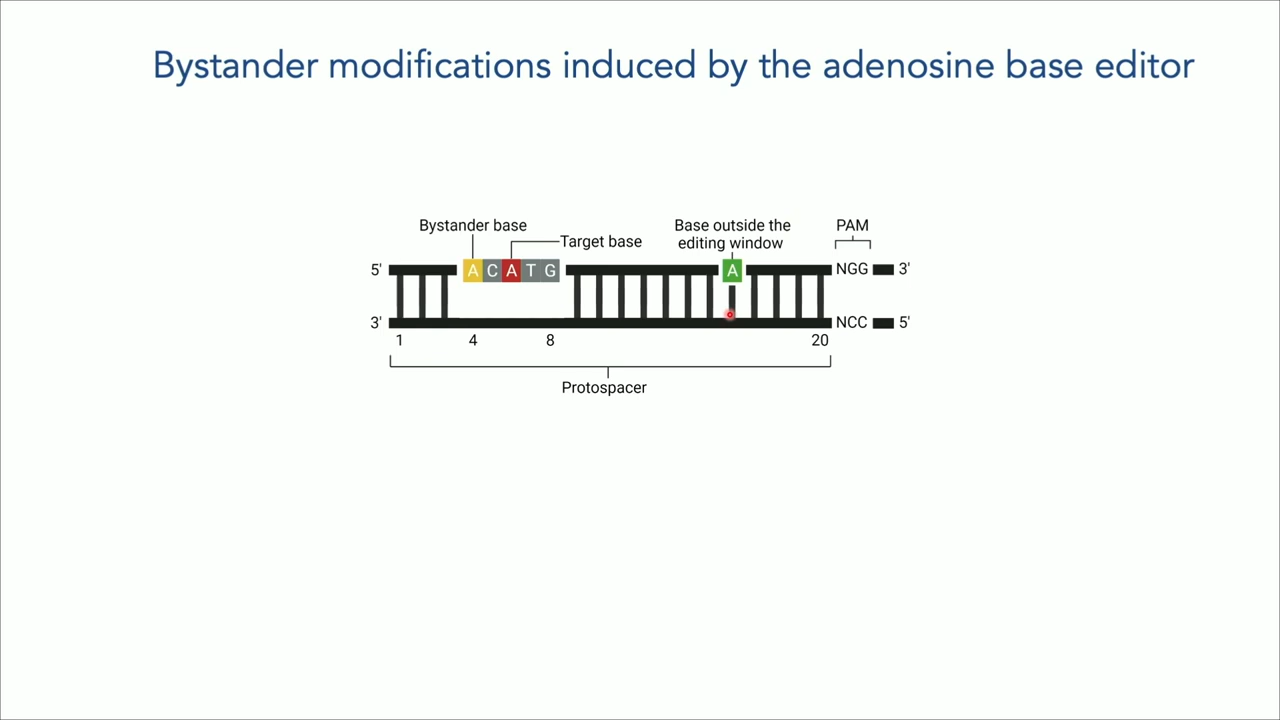 Bystander modifications induced by the adenosine base editor
Bystander base
Target base
Base outside the
editing window
PAM
5'
A C A T G
A
NGG
3'
3'
NCC
5'
1
4
8
20
Protospacer